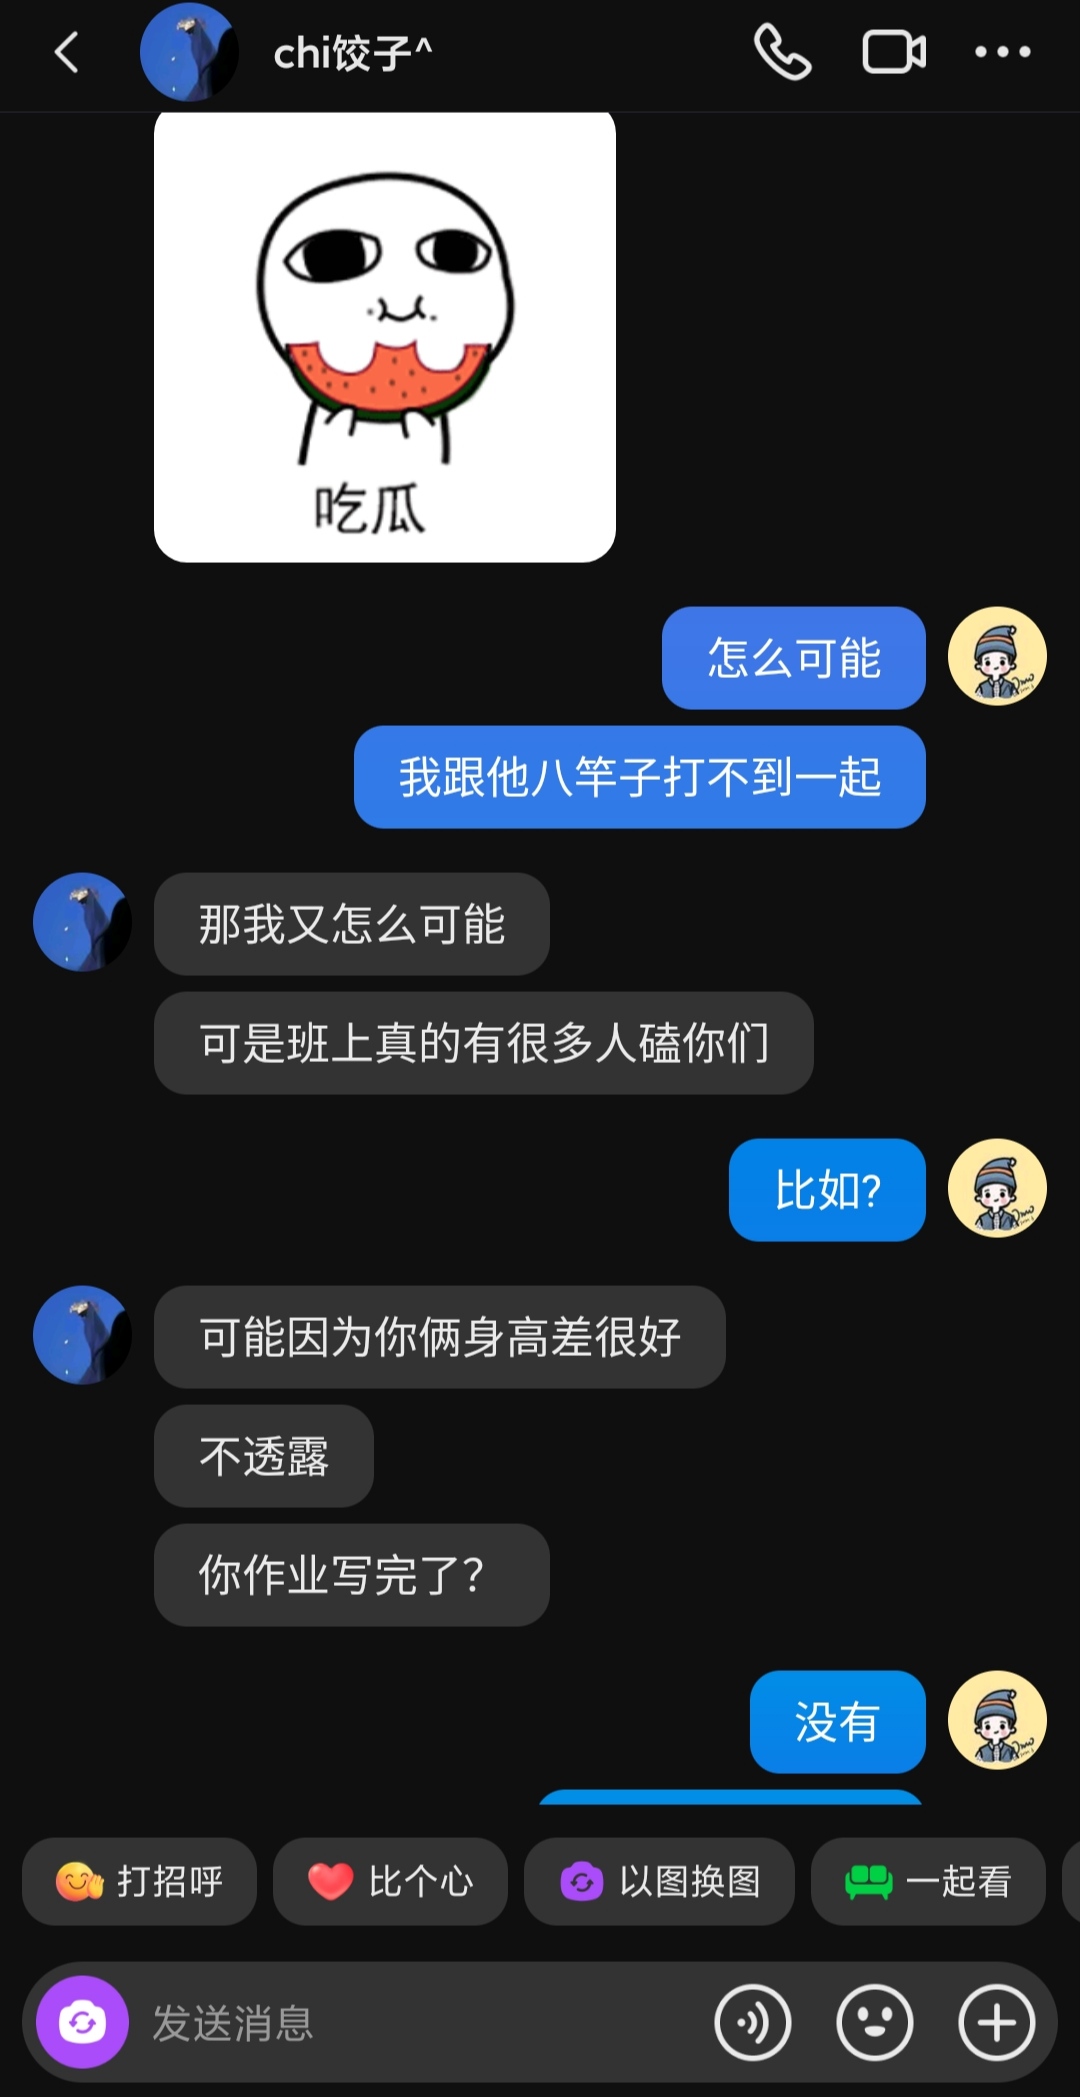 chi饺子^
吃瓜
怎么可能
我跟他八竿子打不到一起
那我又怎么可能
可是班上真的有很多人磕你们
比如?
可能因为你俩身高差很好
不透露
你作业写完了?
没有
打招呼
比个心
以图换图
一起看
发送消息